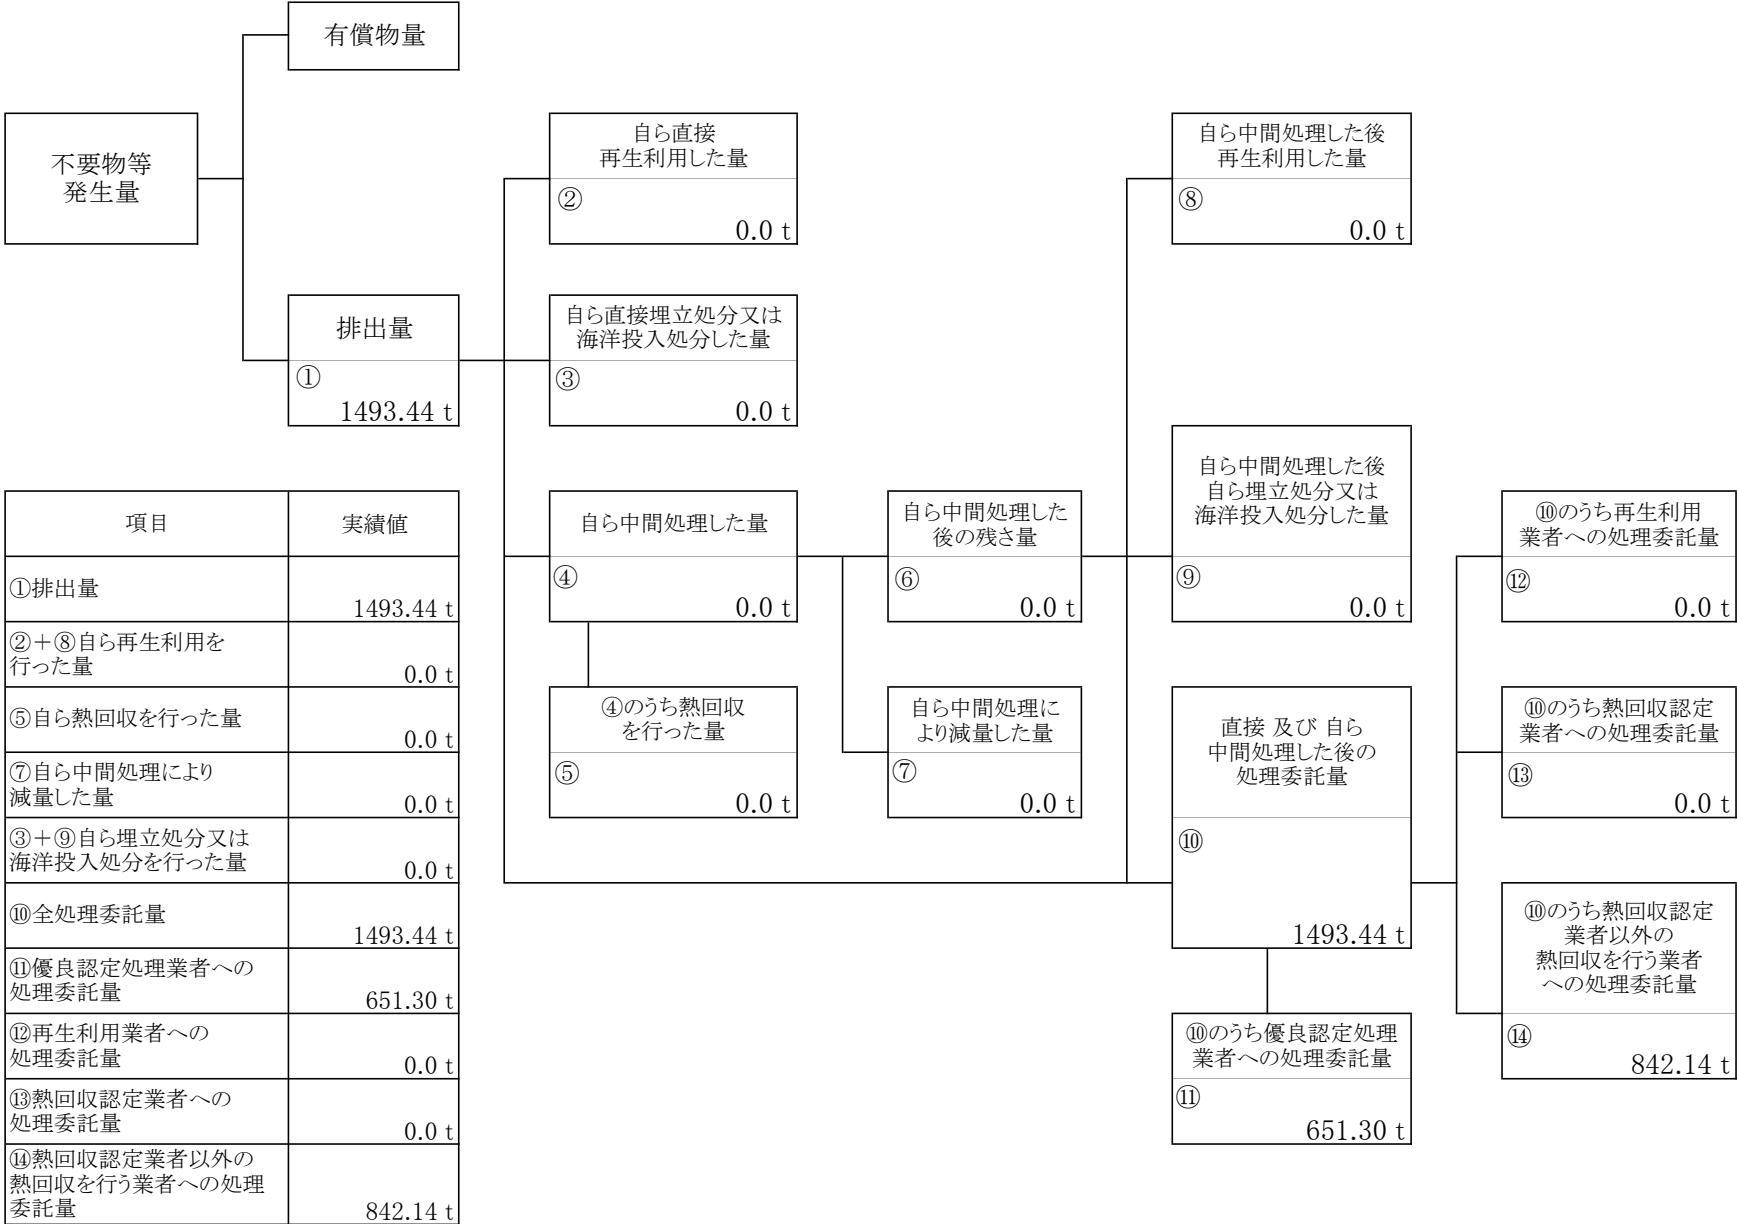 有償物量
不要物等
発生量
自ら直接
再生利用した量
②
0.0 t
自ら中間処理した後
再生利用した量
⑧
0.0 t
排出量
①
1493.44 t
自ら直接埋立処分又は
海洋投入処分した量
③
0.0 t
自ら中間処理した量
④
0.0 t
自ら中間処理した
後の残さ量
⑥
0.0 t
自ら中間処理した後
自ら埋立処分又は
海洋投入処分した量
⑨
0.0 t
⑩のうち再生利用
業者への処理委託量
⑫
0.0 t
④のうち熱回収
を行った量
⑤
0.0 t
自ら中間処理に
より減量した量
⑦
0.0 t
直接 及び 自ら
中間処理した後の
処理委託量
⑩
1493.44 t
⑩のうち熱回収認定
業者への処理委託量
⑬
0.0 t
⑩のうち熱回収認定
業者以外の
熱回収を行う業者
への処理委託量
⑭
842.14 t
⑩のうち優良認定処理
業者への処理委託量
⑪
651.30 t
項目 実績値
①排出量
1493.44 t
②＋⑧自ら再生利用を
行った量
0.0 t
⑤自ら熱回収を行った量
0.0 t
⑦自ら中間処理により
減量した量
0.0 t
③＋⑨自ら埋立処分又は
海洋投入処分を行った量
0.0 t
⑩全処理委託量
1493.44 t
⑪優良認定処理業者への
処理委託量
651.30 t
⑫再生利用業者への
処理委託量
0.0 t
⑬熱回収認定業者への
処理委託量
0.0 t
⑭熱回収認定業者以外の
熱回収を行う業者への処理
委託量
842.14 t